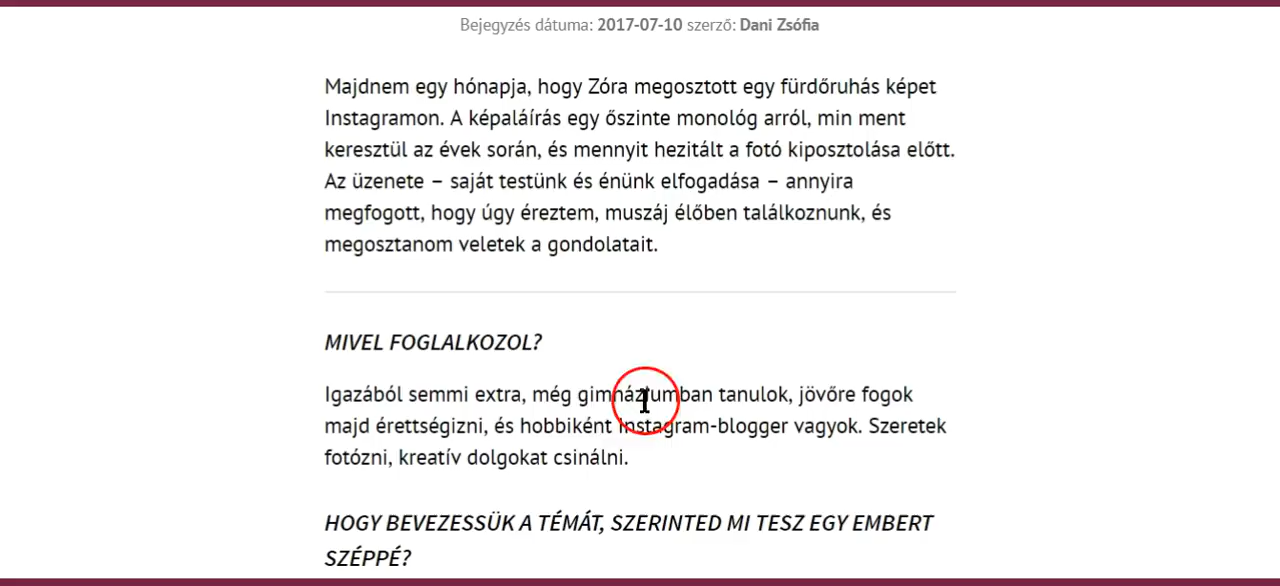 Bejegyzés dátuma: 2017-07-10 szerző: Dani Zsófia
Majdnem egy hónapja, hogy Zóra megosztott egy fürdőruhás képet
Instagramon. A képaláírás egy őszinte monológ arról, min ment
keresztül az évek során, és mennyit hezitált a fotó kiposztolása előtt.
Az üzenete – saját testünk és énünk elfogadása – annyira
megfogott, hogy úgy éreztem, muszáj élőben találkoznunk, és
megosztanom veletek a gondolatait.
MIVEL FOGLALKOZOL?
Igazából semmi extra, még gimnáziumban tanulok, jövőre fogok
majd érettségizni, és hobbiként Instagram-blogger vagyok. Szeretek
fotózni, kreatív dolgokat csinálni.
HOGY BEVEZESSÜK A TÉMÁT, SZERINTED MI TESZ EGY EMBERT
SZÉPPÉ?